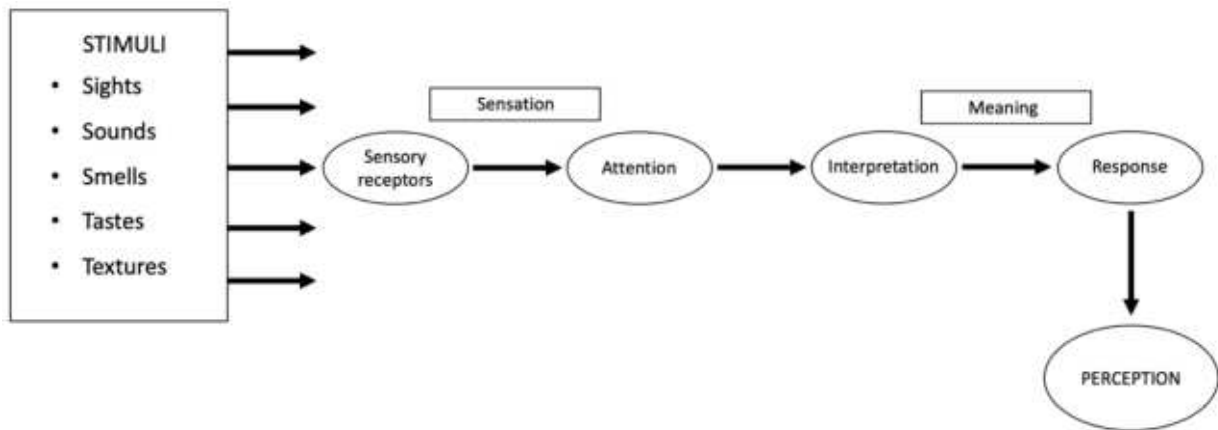 STIMULI
• Sights
• Sounds
• Smells
• Tastes
• Textures
Sensation
Meaning
Sensory
receptors
Attention
Interpretation
Response
PERCEPTION